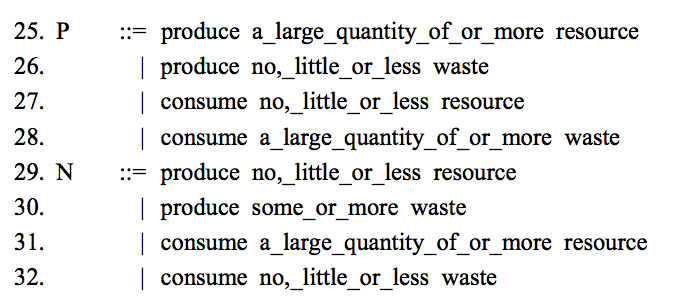 25. P ::= produce a_large_quantity_of_or_more resource
26. | produce no,_little_or_less waste
27. | consume no,_little_or_less resource
28. | consume a_large_quantity_of_or_more waste
29. N ::= produce no,_little_or_less resource
30. | produce some_or_more waste
31. | consume a_large_quantity_of_or_more resource
32. | consume no,_little_or_less waste